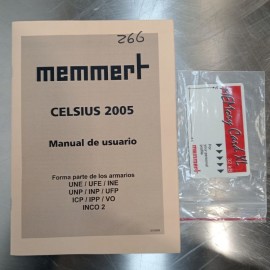 266
memmert
CELSIUS 2005
Manual de usuario
Forma parte de los armarios
UNE / UFE / INE
UNP / INP / UFP
ICP / IPP / VO
INCO 2
memmert